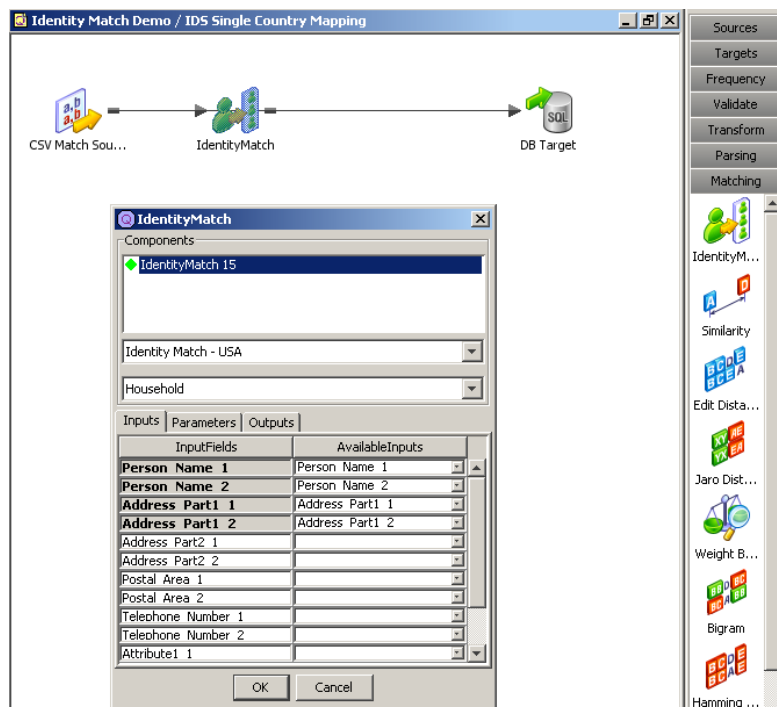 Identity Match Demo / IDS Single Country Mapping
CSV Match Sou...
IdentityMatch
SQL
DB Target
IdentityMatch
Components
IdentityMatch 15
Identity Match - USA
Household
Inputs
Parameters
Outputs
InputFields AvailableInputs
Person Name 1 Person Name 1
Person Name 2 Person Name 2
Address Part1 1 Address Part1 1
Address Part1 2 Address Part1 2
Address Part2 1
Address Part2 2
Postal Area 1
Postal Area 2
Telephone Number 1
Telephone Number 2
Attribute1 1
OK
Cancel
Sources
Targets
Frequency
Validate
Transform
Parsing
Matching
IdentityM...
Similarity
Edit Dista...
Jaro Dist...
Weight B...
Bigram
Hamming ...